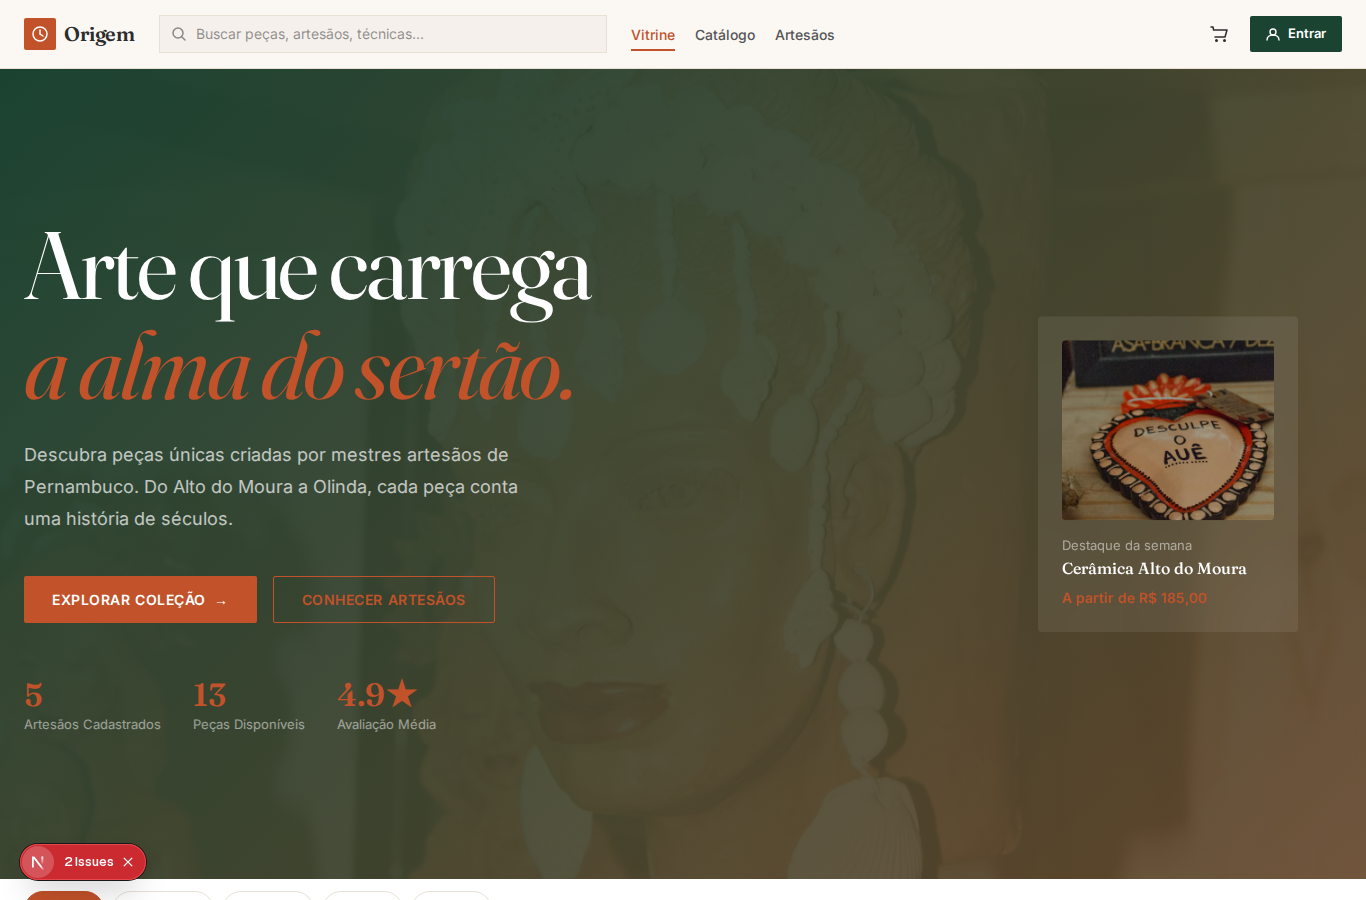 Origem
Buscar peças, artesãos, técnicas...
Vitrine
Catálogo
Artesãos
Entrar
Arte que carrega
a alma do sertão.
Descubra peças únicas criadas por mestres artesãos de
Pernambuco. Do Alto do Moura a Olinda, cada peça conta
uma história de séculos.
EXPLORAR COLEÇÃO →
CONHECER ARTESÃOS
5
Artesãos Cadastrados
13
Peças Disponíveis
4.9★
Avaliação Média
DESCULPE
O
AUÊ
Destaque da semana
Cerâmica Alto do Moura
A partir de R$ 185,00
N
2 Issues